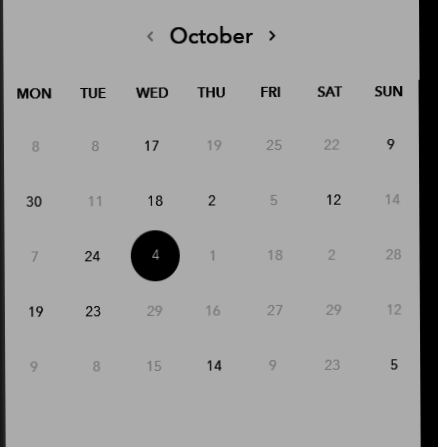 ‹ October ›
MON TUE WED THU FRI SAT SUN
8 8 17 19 25 22 9
30 11 18 2 5 12 14
7 24 4 1 18 2 28
19 23 29 16 27 29 12
9 8 15 14 9 23 5